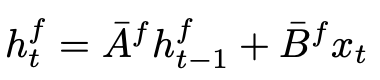 $h_t^f = \bar{A}^f h_{t-1}^f + \bar{B}^f x_t$